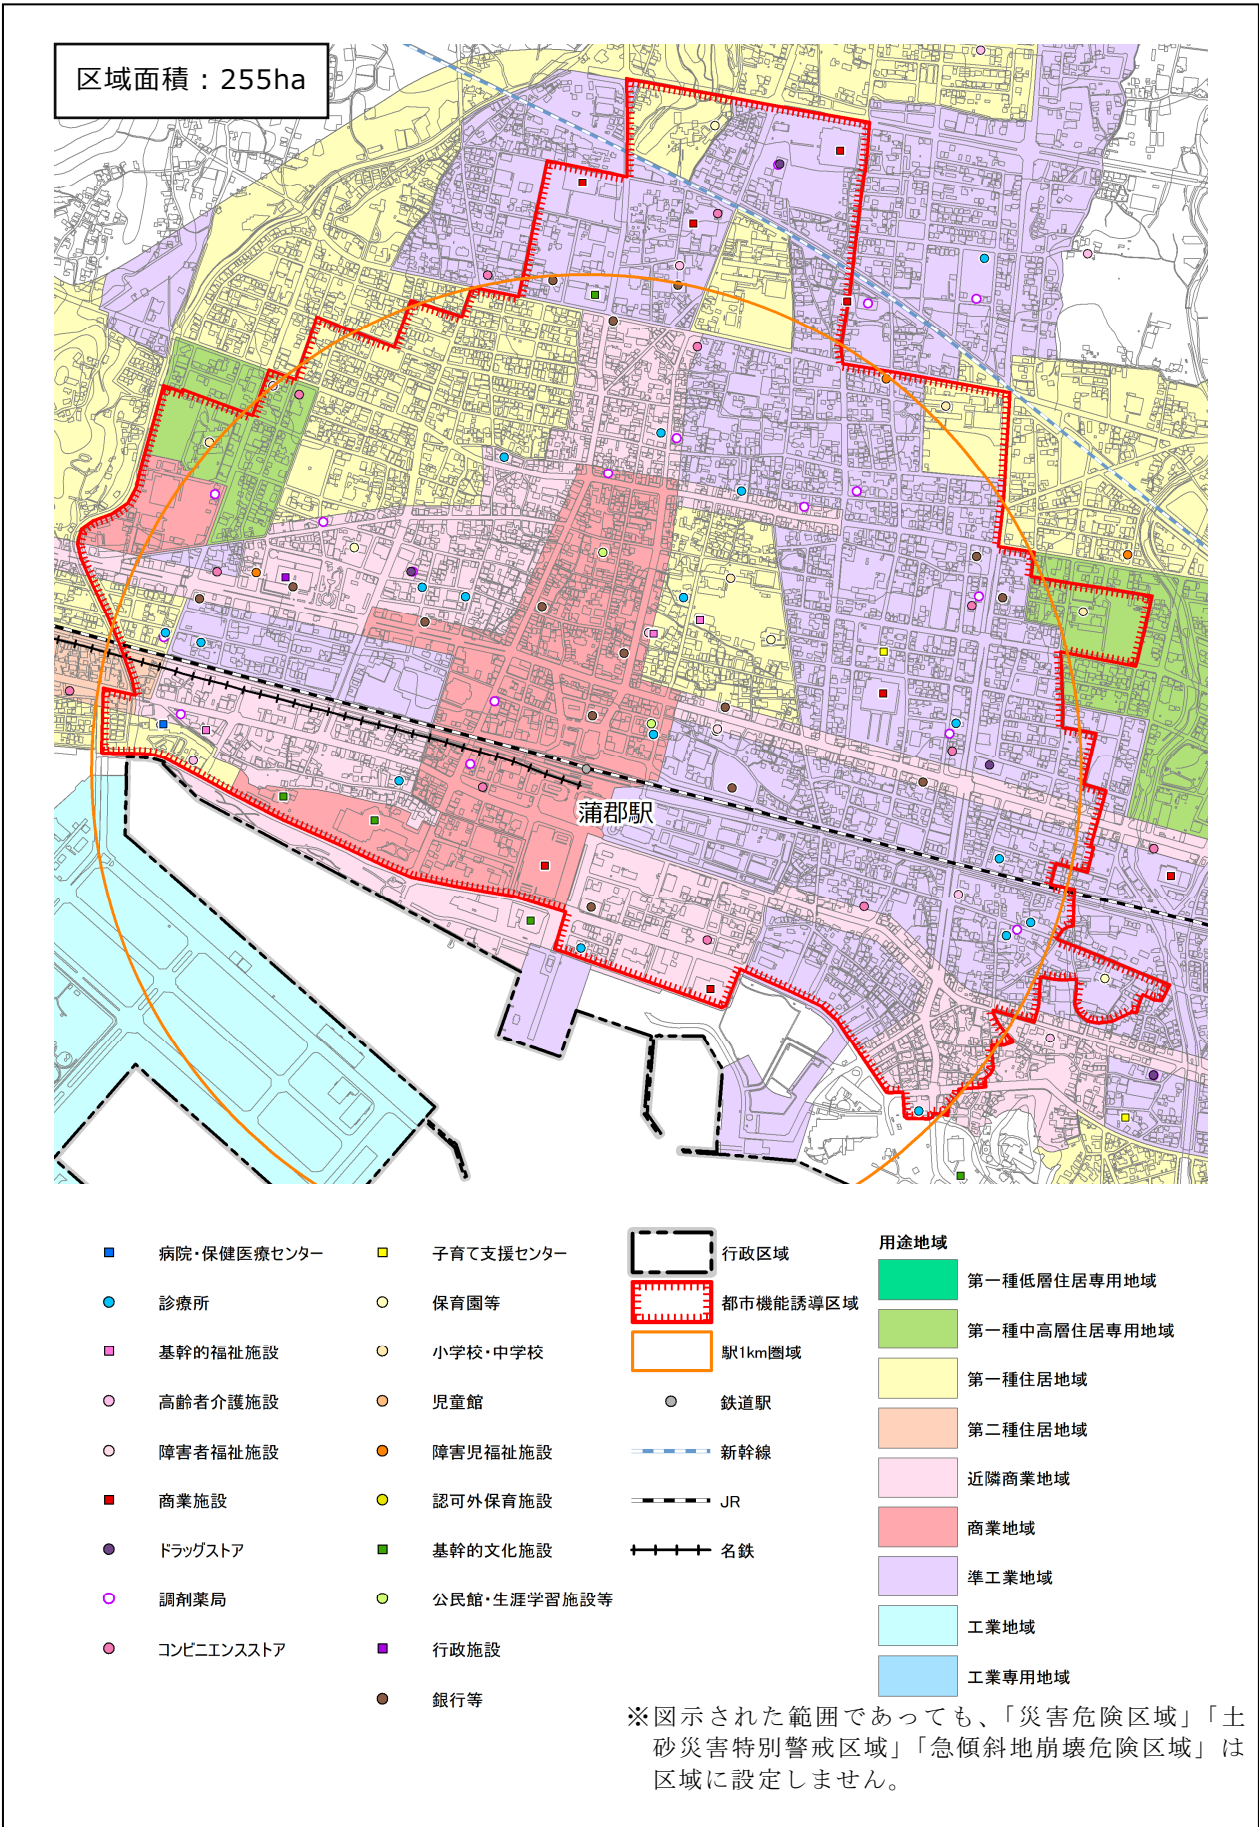 区域面積：255ha
蒲郡駅
病院・保健医療センター
診療所
基幹的福祉施設
高齢者介護施設
障害者福祉施設
商業施設
ドラッグストア
調剤薬局
コンビニエンスストア
子育て支援センター
保育園等
小学校・中学校
児童館
障害児福祉施設
認可外保育施設
基幹的文化施設
公民館・生涯学習施設等
行政施設
銀行等
行政区域
都市機能誘導区域
駅1km圏域
鉄道駅
新幹線
JR
名鉄
用途地域
第一種低層住居専用地域
第一種中高層住居専用地域
第一種住居地域
第二種住居地域
近隣商業地域
商業地域
準工業地域
工業地域
工業専用地域
※図示された範囲であっても、「災害危険区域」「土
砂災害特別警戒区域」「急傾斜地崩壊危険区域」は
区域に設定しません。